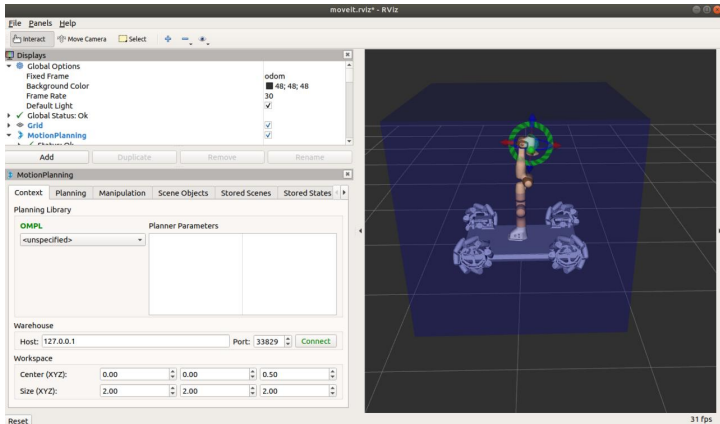 moveit.rviz* - RViz
File Panels Help
Interact Move Camera Select
Displays
Global Options
Fixed Frame odom
Background Color 48; 48; 48
Frame Rate 30
Default Light
Global Status: Ok
Grid
MotionPlanning
Status: Ok
Add Duplicate Remove Rename
MotionPlanning
Context Planning Manipulation Scene Objects Stored Scenes Stored States
Planning Library
OMPL Planner Parameters
<unspecified>
Warehouse
Host: 127.0.0.1 Port: 33829 Connect
Workspace
Center (XYZ): 0.00 0.00 0.50
Size (XYZ): 2.00 2.00 2.00
Reset 31 fps